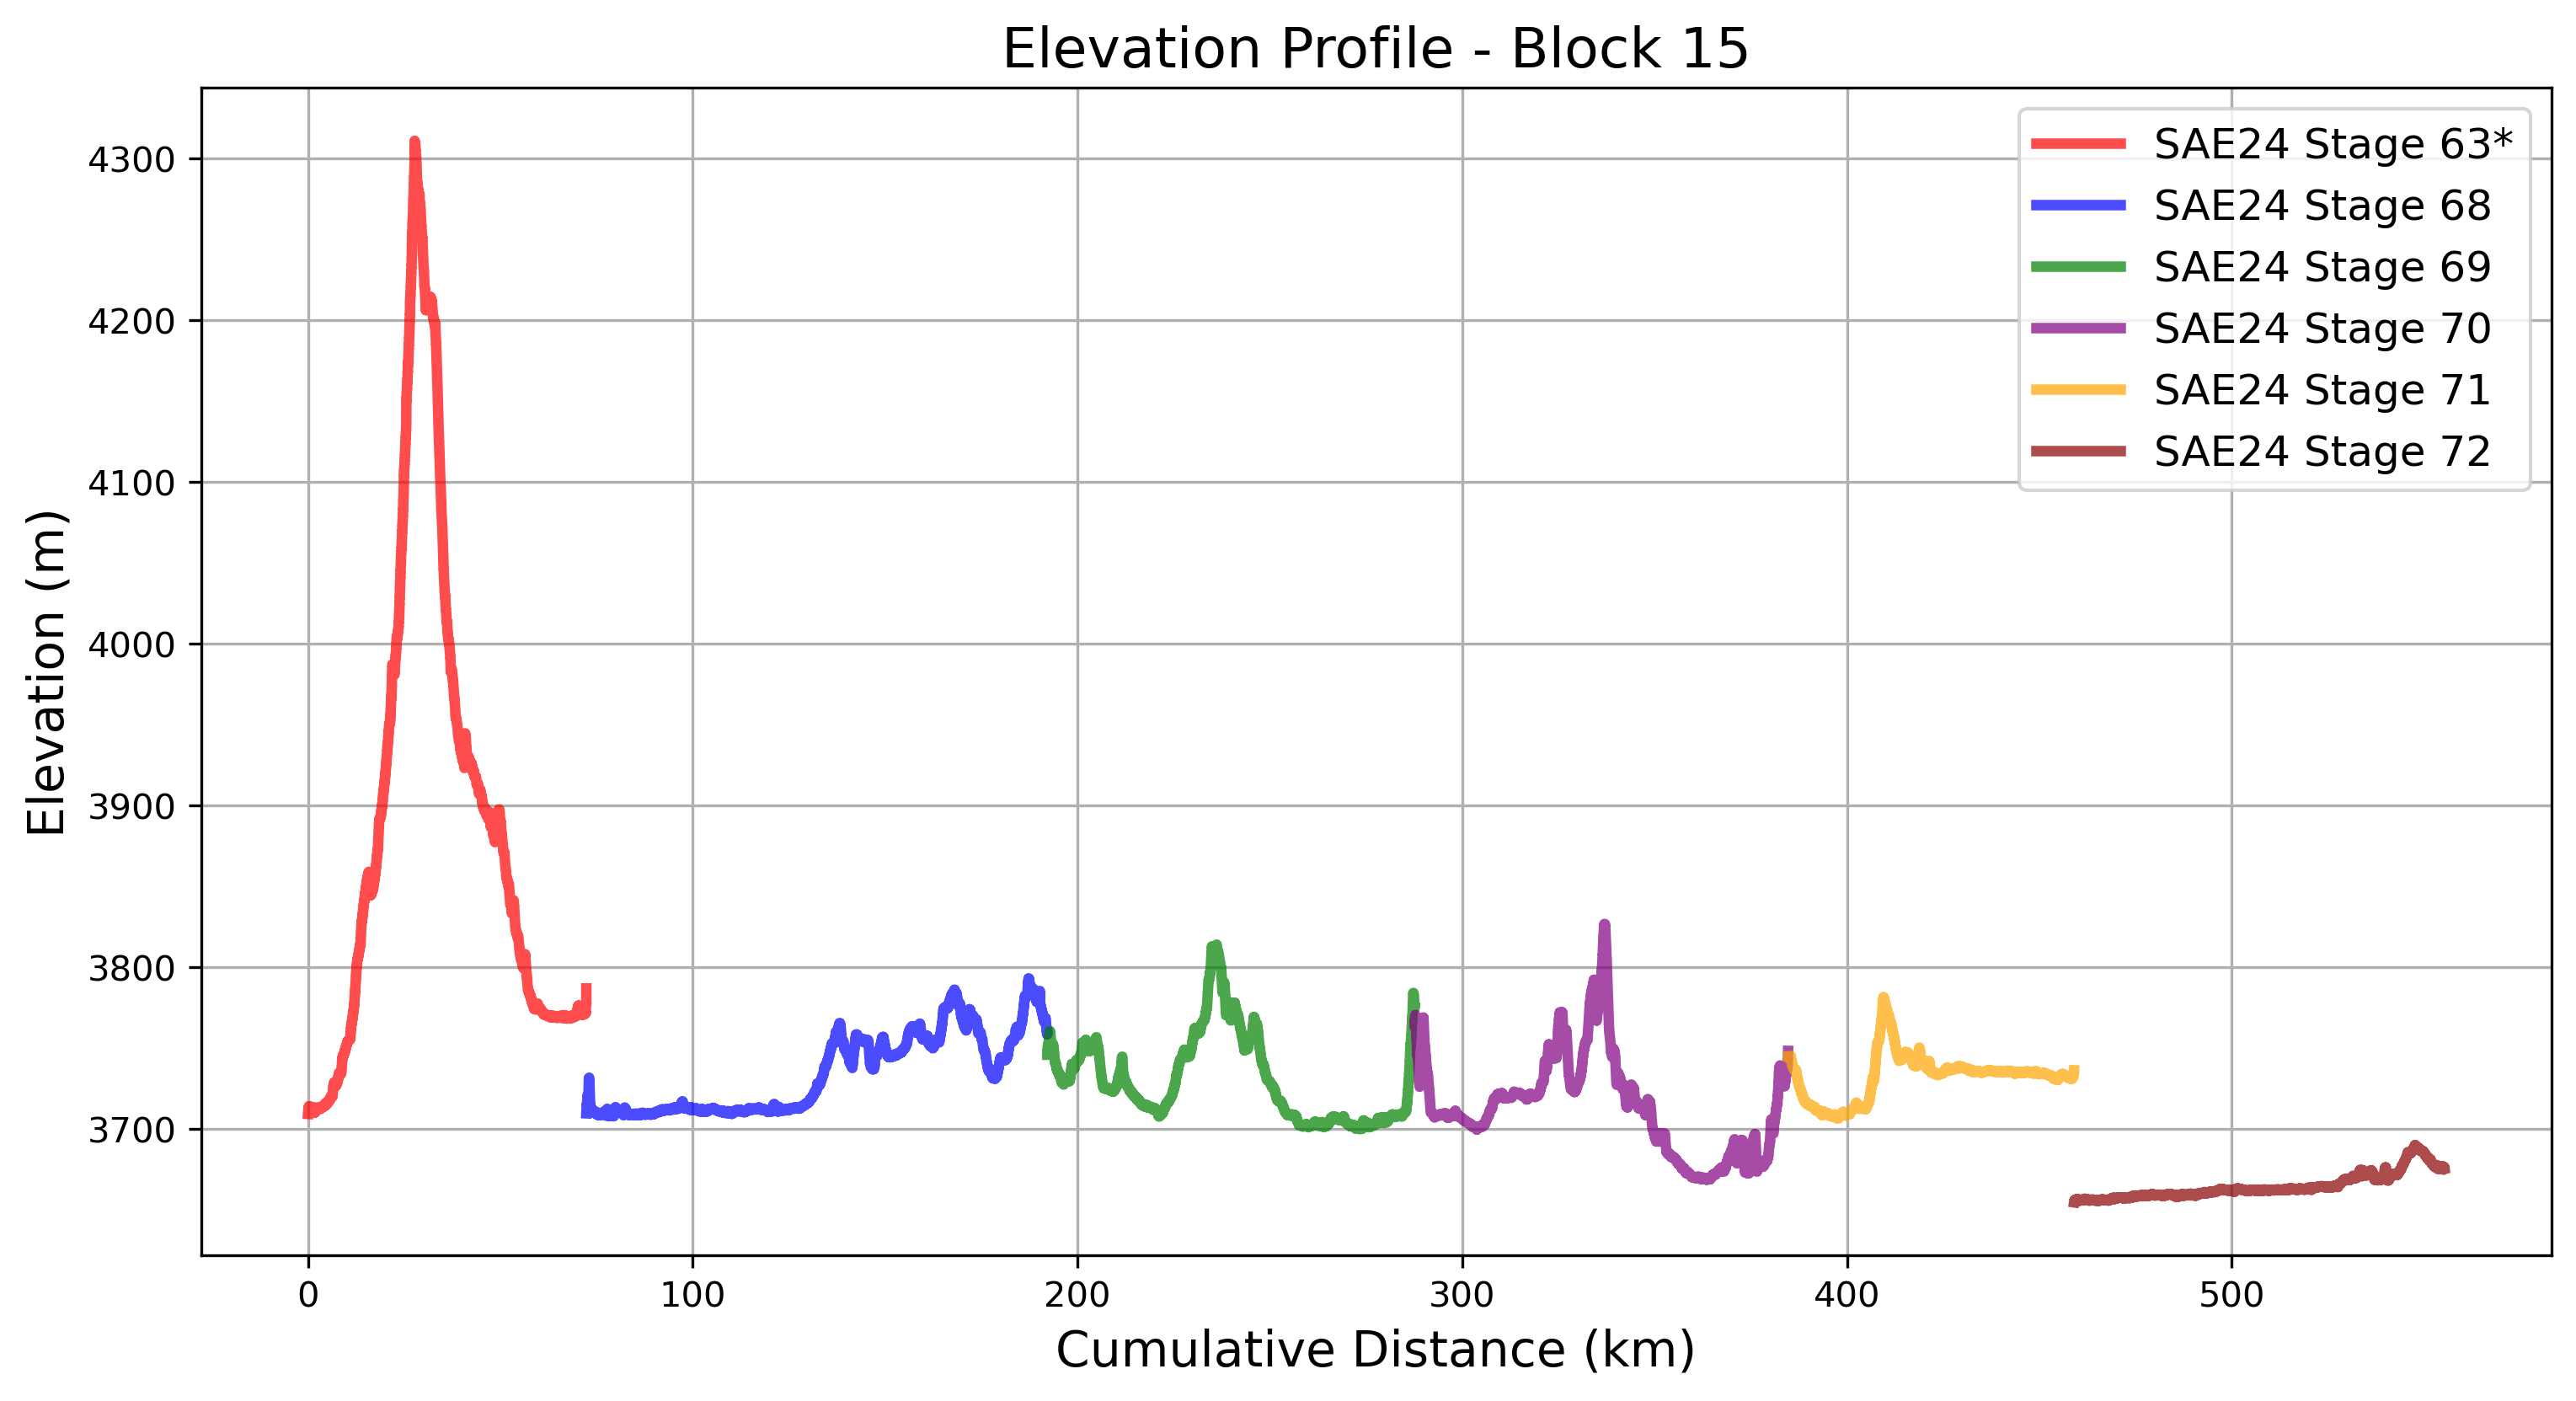 Elevation Profile - Block 15
Elevation (m)
4300
4200
4100
4000
3900
3800
3700
SAE24 Stage 63*
SAE24 Stage 68
SAE24 Stage 69
SAE24 Stage 70
SAE24 Stage 71
SAE24 Stage 72
0 100 200 300 400 500
Cumulative Distance (km)